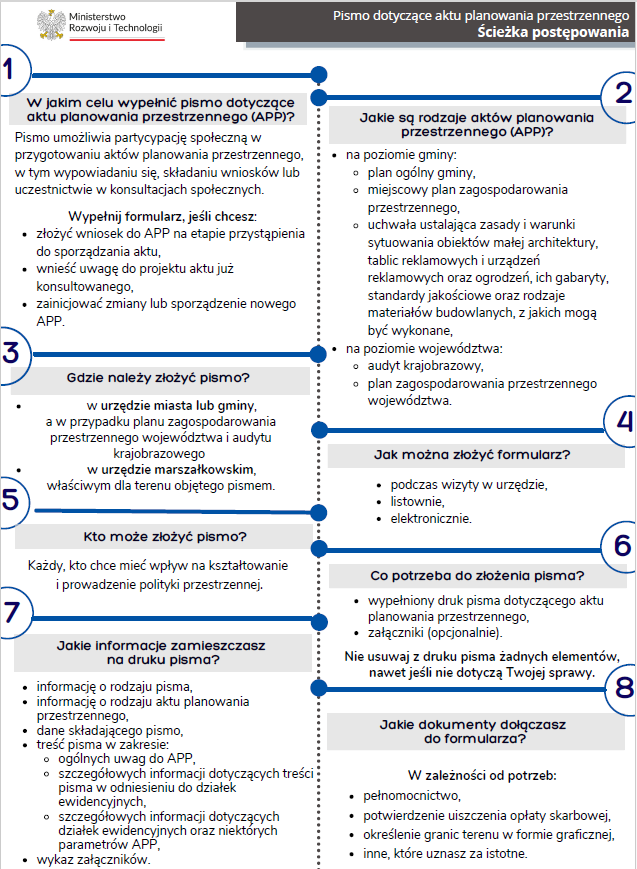 Ministerstwo
Rozwoju i Technologii
Pismo dotyczące aktu planowania przestrzennego
Ścieżka postępowania
1
W jakim celu wypełnić pismo dotyczące
aktu planowania przestrzennego (APP)?
Pismo umożliwia partycypację społeczną w
przygotowaniu aktów planowania przestrzennego,
w tym wypowiadaniu się, składaniu wniosków lub
uczestnictwie w konsultacjach społecznych.
Wypełnij formularz, jeśli chcesz:
• złożyć wniosek do APP na etapie przystąpienia
do sporządzania aktu,
• wnieść uwagę do projektu aktu już
konsultowanego,
• zainicjować zmiany lub sporządzenie nowego
APP.
2
Jakie są rodzaje aktów planowania
przestrzennego (APP)?
• na poziomie gminy:
◦ plan ogólny gminy,
◦ miejscowy plan zagospodarowania
przestrzennego,
◦ uchwała ustalająca zasady i warunki
sytuowania obiektów małej architektury,
tablic reklamowych i urządzeń
reklamowych oraz ogrodzeń, ich gabaryty,
standardy jakościowe oraz rodzaje
materiałów budowlanych, z jakich mogą
być wykonane,
• na poziomie województwa:
◦ audyt krajobrazowy,
◦ plan zagospodarowania przestrzennego
województwa.
3
Gdzie należy złożyć pismo?
• w urzędzie miasta lub gminy,
a w przypadku planu zagospodarowania
przestrzennego województwa i audytu
krajobrazowego
• w urzędzie marszałkowskim,
właściwym dla terenu objętego pismem.
4
Jak można złożyć formularz?
• podczas wizyty w urzędzie,
• listownie,
• elektronicznie.
5
Kto może złożyć pismo?
Każdy, kto chce mieć wpływ na kształtowanie
i prowadzenie polityki przestrzennej.
6
Co potrzeba do złożenia pisma?
• wypełniony druk pisma dotyczącego aktu
planowania przestrzennego,
• załączniki (opcjonalnie).
Nie usuwaj z druku pisma żadnych elementów,
nawet jeśli nie dotyczą Twojej sprawy.
7
Jakie informacje zamieszczasz
na druku pisma?
• informację o rodzaju pisma,
• informację o rodzaju aktu planowania
przestrzennego,
• dane składającego pismo,
• treść pisma w zakresie:
◦ ogólnych uwag do APP,
◦ szczegółowych informacji dotyczących treści
pisma w odniesieniu do działek
ewidencyjnych,
◦ szczegółowych informacji dotyczących
działek ewidencyjnych oraz niektórych
parametrów APP,
• wykaz załączników.
8
Jakie dokumenty dołączasz
do formularza?
W zależności od potrzeb:
• pełnomocnictwo,
• potwierdzenie uiszczenia opłaty skarbowej,
• określenie granic terenu w formie graficznej,
• inne, które uznasz za istotne.